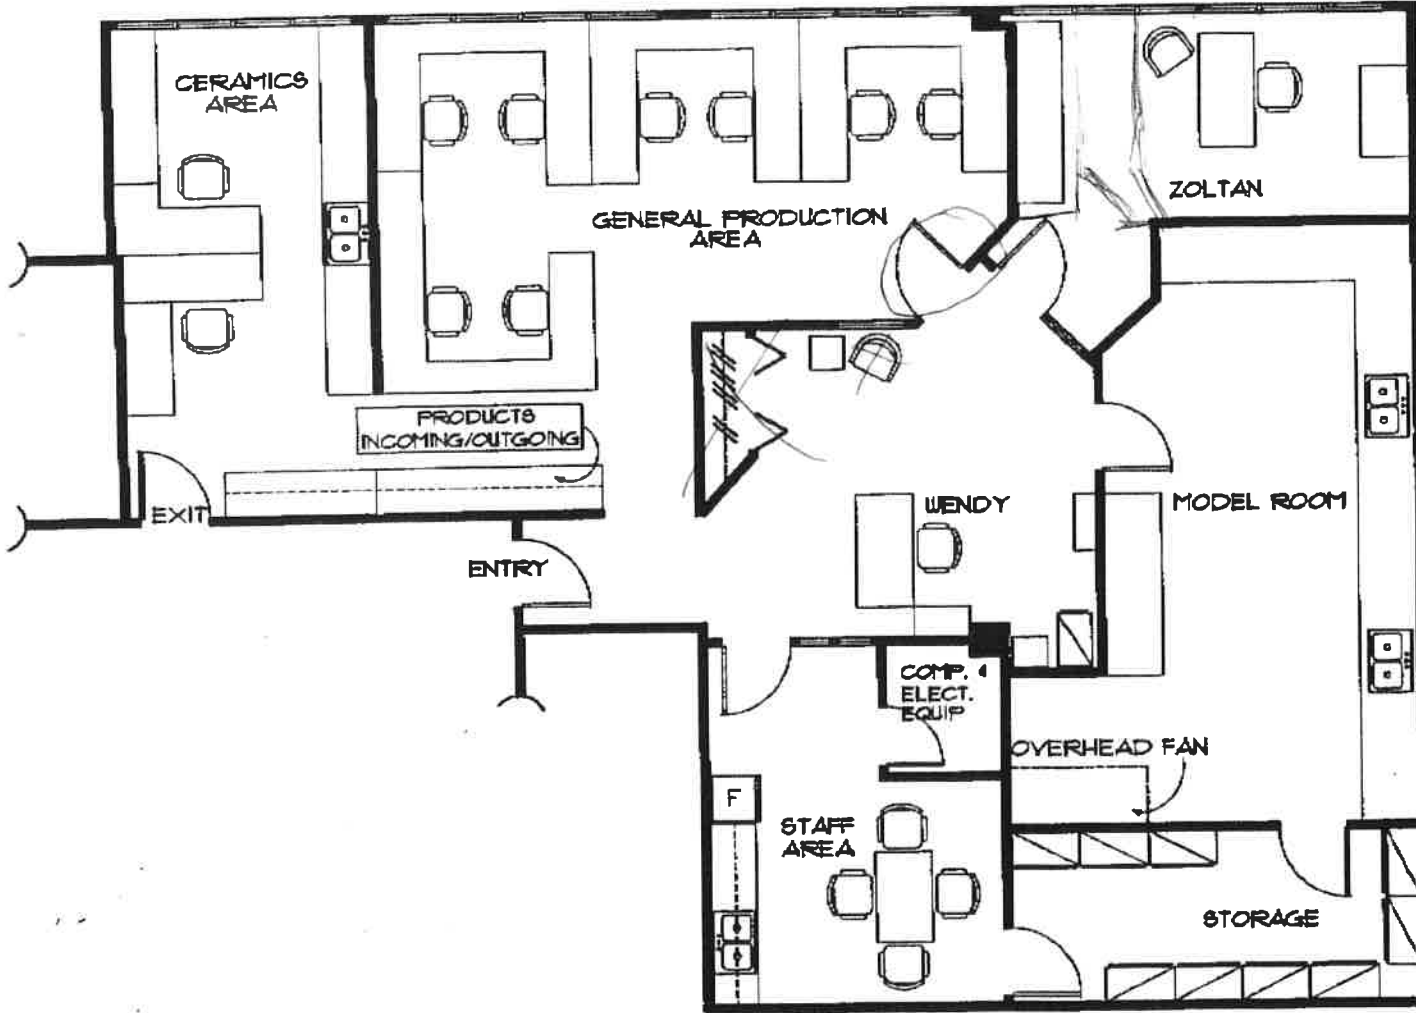 CERAMICS
AREA
ZOLTAN
GENERAL PRODUCTION
AREA
PRODUCTS
INCOMING/OUTGOING
EXIT
WENDY
MODEL ROOM
ENTRY
COMP. &
ELECT.
EQUIP
OVERHEAD FAN
F
STAFF
AREA
STORAGE